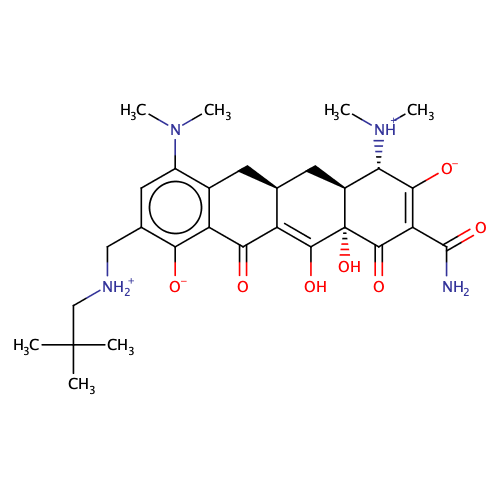 H₃C CH₃ H₃C CH₃
N NH⁺
O⁻
O
NH₂⁺ O⁻ O OH OH O NH₂
H₃C CH₃
CH₃